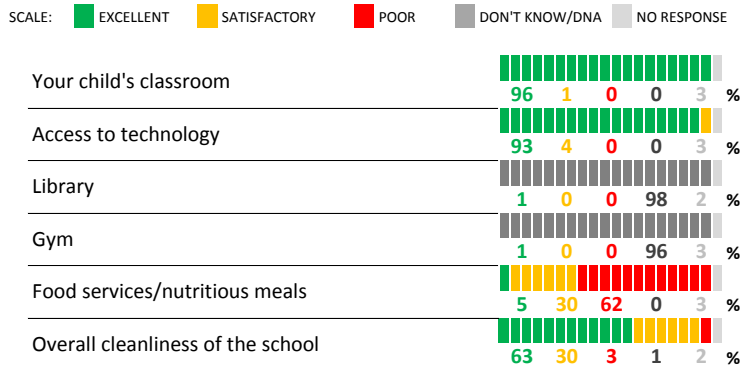 SCALE: EXCELLENT SATISFACTORY POOR DON'T KNOW/DNA NO RESPONSE
Your child's classroom
96 1 0 0 3 %
Access to technology
93 4 0 0 3 %
Library
1 0 0 98 2 %
Gym
1 0 0 96 3 %
Food services/nutritious meals
5 30 62 0 3 %
Overall cleanliness of the school
63 30 3 1 2 %